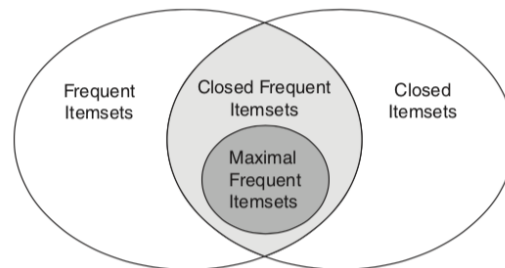 Frequent
Itemsets
Closed Frequent
Itemsets
Closed
Itemsets
Maximal
Frequent
Itemsets